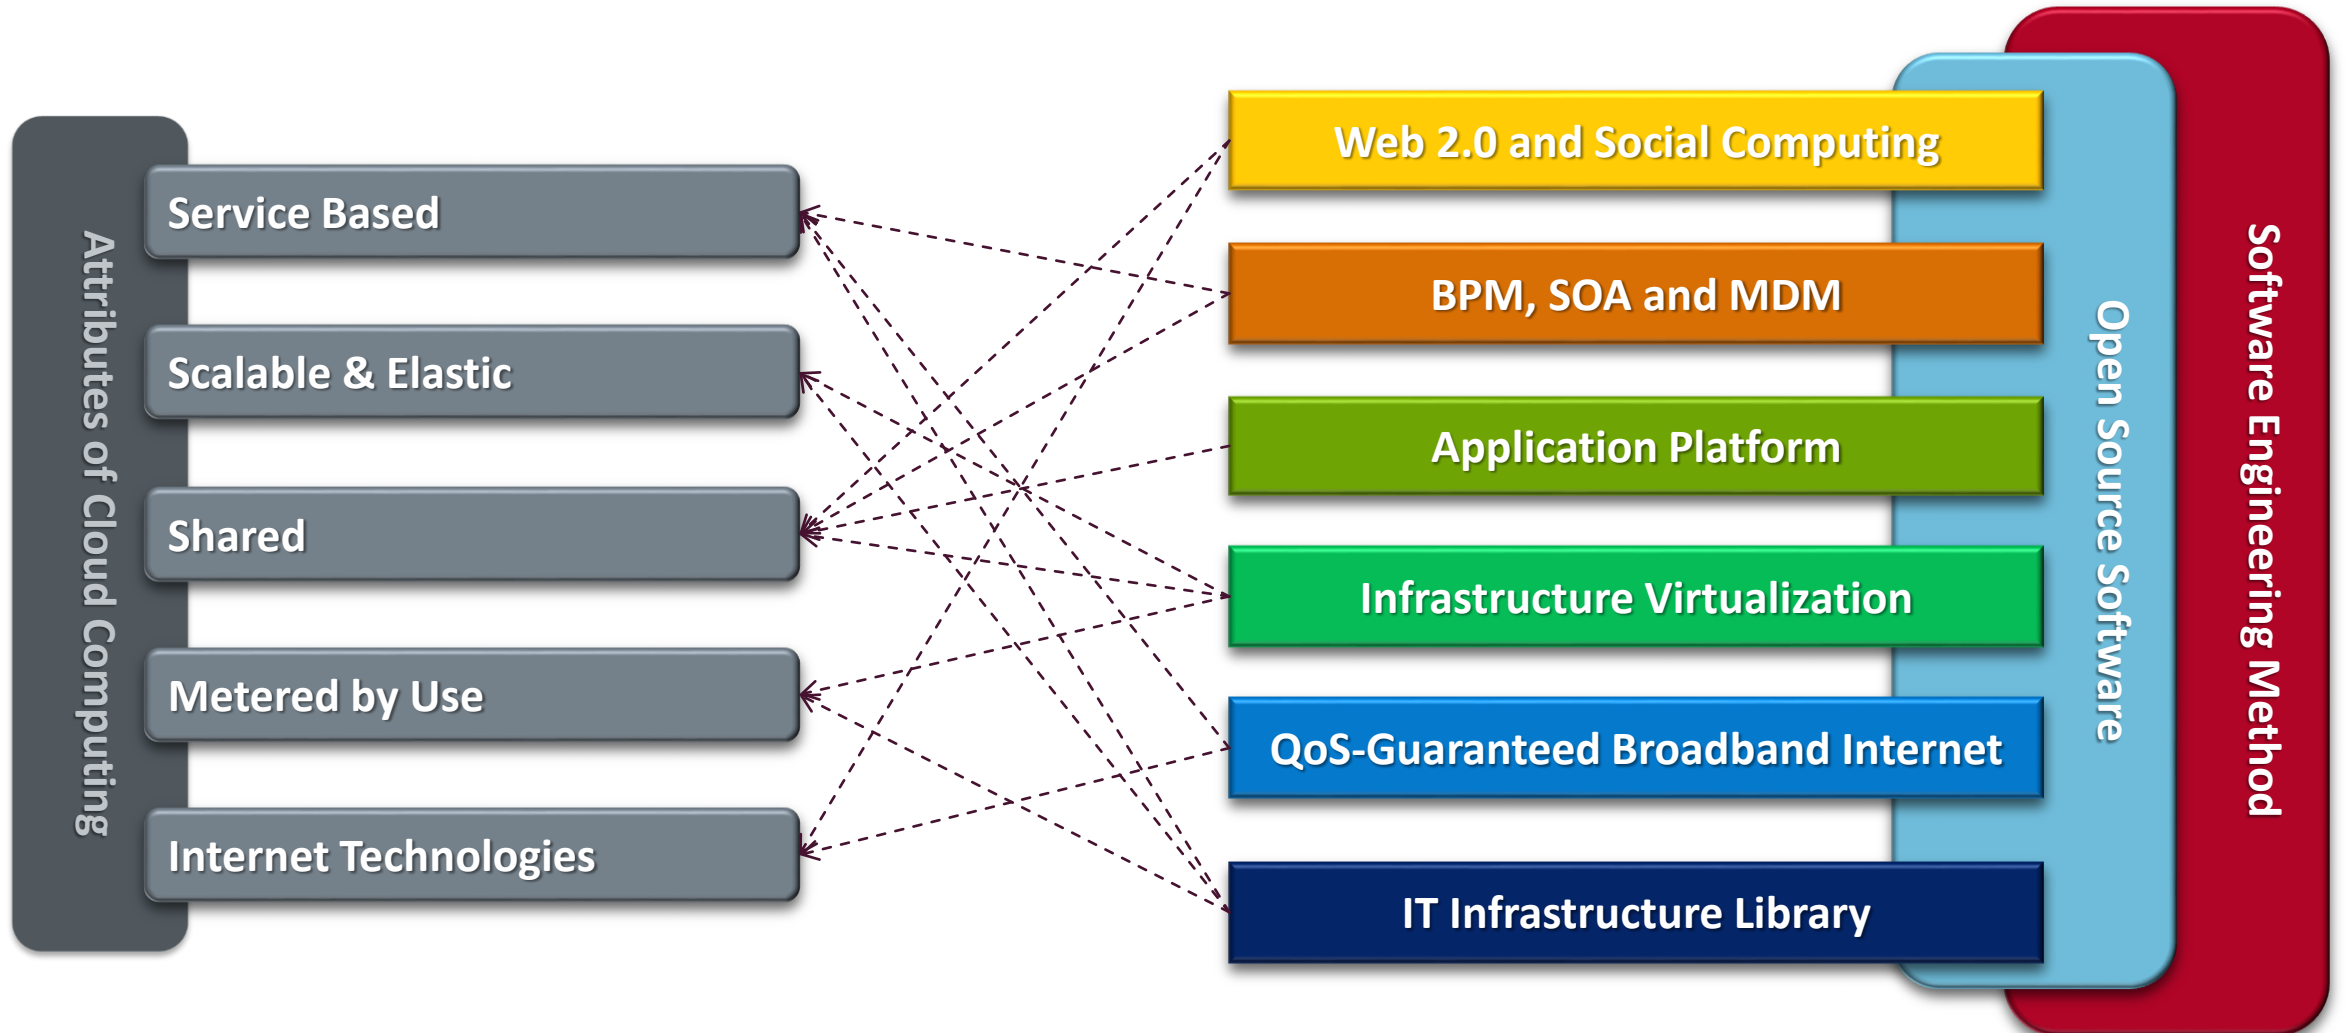 Attributes of Cloud Computing
Service Based
Scalable & Elastic
Shared
Metered by Use
Internet Technologies
Web 2.0 and Social Computing
BPM, SOA and MDM
Application Platform
Infrastructure Virtualization
QoS-Guaranteed Broadband Internet
IT Infrastructure Library
Open Source Software
Software Engineering Method